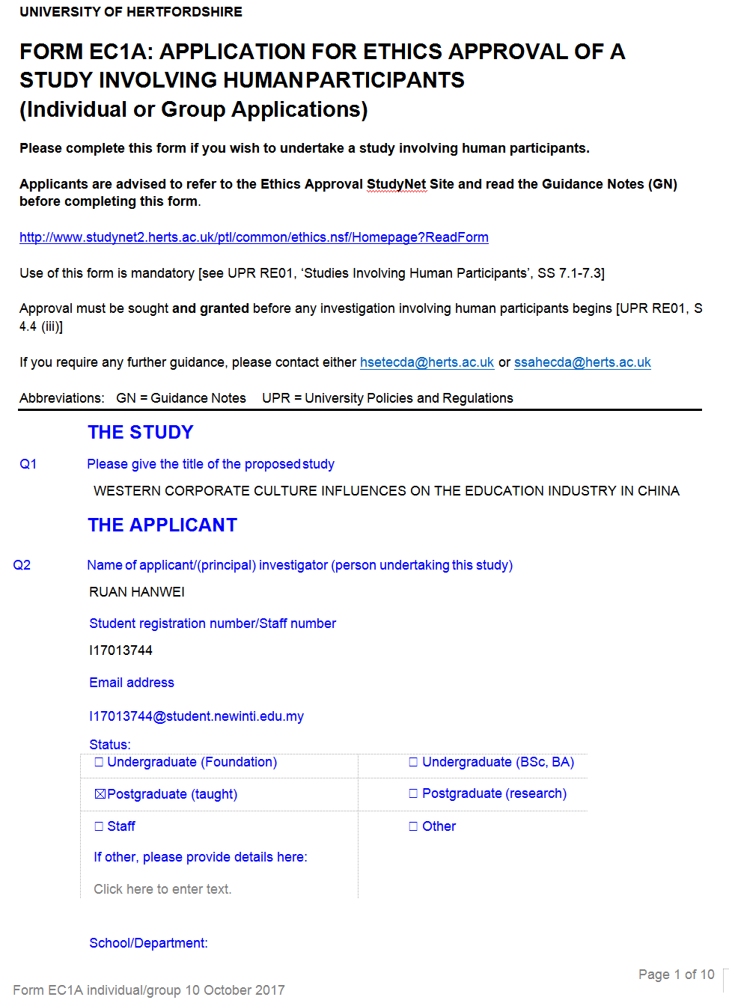 UNIVERSITY OF HERTFORDSHIRE
FORM EC1A: APPLICATION FOR ETHICS APPROVAL OF A
STUDY INVOLVING HUMAN PARTICIPANTS
(Individual or Group Applications)
Please complete this form if you wish to undertake a study involving human participants.
Applicants are advised to refer to the Ethics Approval StudyNet Site and read the Guidance Notes (GN)
before completing this form.
http://www.studynet2.herts.ac.uk/ptl/common/ethics.nsf/Homepage?ReadForm
Use of this form is mandatory [see UPR RE01, ‘Studies Involving Human Participants’, SS 7.1-7.3]
Approval must be sought and granted before any investigation involving human participants begins [UPR RE01, S
4.4 (iii)]
If you require any further guidance, please contact either hsetecda@herts.ac.uk or ssahecda@herts.ac.uk
Abbreviations: GN = Guidance Notes UPR = University Policies and Regulations
THE STUDY
Q1 Please give the title of the proposed study
WESTERN CORPORATE CULTURE INFLUENCES ON THE EDUCATION INDUSTRY IN CHINA
THE APPLICANT
Q2 Name of applicant/(principal) investigator (person undertaking this study)
RUAN HANWEI
Student registration number/Staff number
I17013744
Email address
I17013744@student.newinti.edu.my
Status:
☐ Undergraduate (Foundation) ☐ Undergraduate (BSc, BA)
☒Postgraduate (taught) ☐ Postgraduate (research)
☐ Staff ☐ Other
If other, please provide details here:
Click here to enter text.
School/Department:
Page 1 of 10
Form EC1A individual/group 10 October 2017